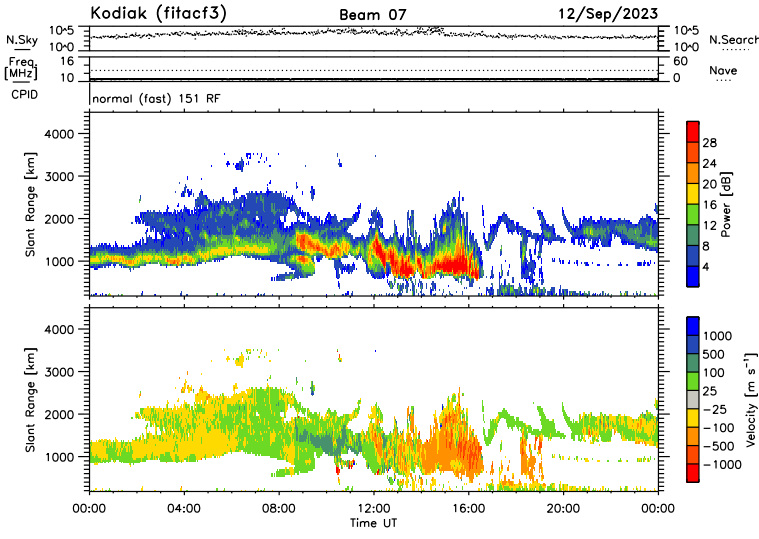 Kodiak (fitacf3) Beam 07 12/Sep/2023
N.Sky 10^5 10^0 10^5 10^0 N.Search
Freq. [MHz] 16 10 60 0 Nave
CPID normal (fast) 151 RF
Slant Range [km] 4000 3000 2000 1000
28 24 20 16 12 8 4 Power [dB]
Slant Range [km] 4000 3000 2000 1000
1000 500 100 25 −25 −100 −500 −1000 Velocity [m s⁻¹]
00:00 04:00 08:00 12:00 16:00 20:00 00:00
Time UT